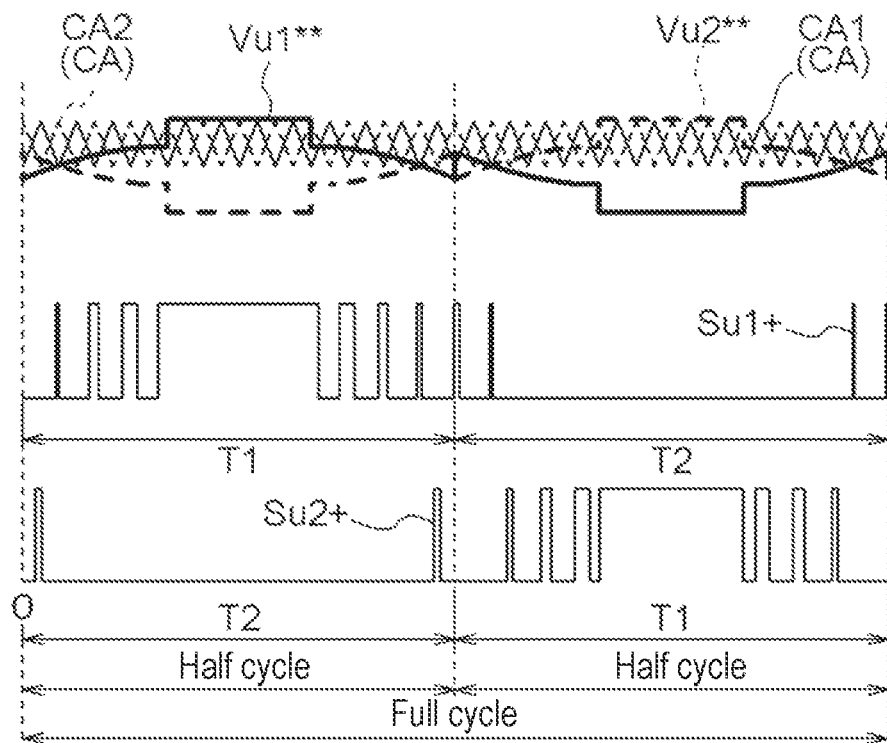 CA2
(CA)
Vu1**
Vu2**
CA1
(CA)
Su1+
T1
T2
Su2+
O
T2
T1
Half cycle
Half cycle
Full cycle